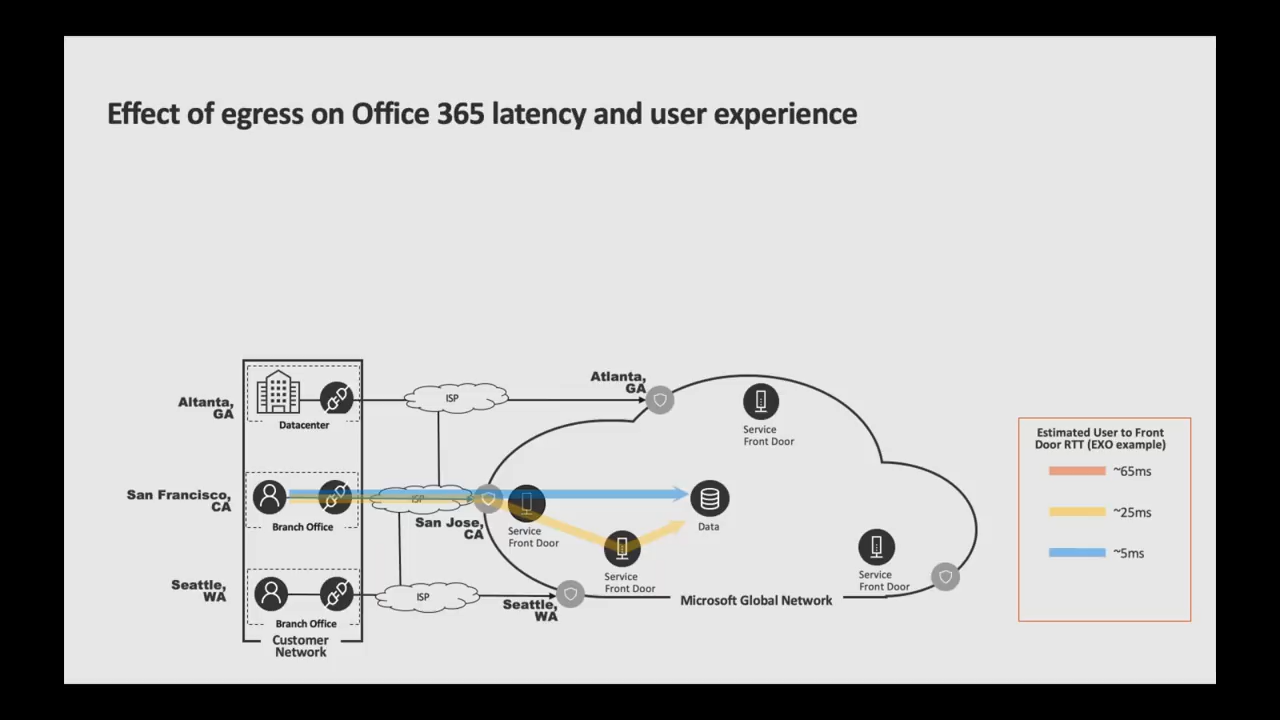 Effect of egress on Office 365 latency and user experience
Altanta,
GA
Datacenter
ISP
Atlanta,
GA
Service
Front Door
San Francisco,
CA
Branch Office
ISP
San Jose,
CA
Service
Front Door
Data
Service
Front Door
Service
Front Door
Seattle,
WA
Branch Office
ISP
Seattle,
WA
Microsoft Global Network
Customer
Network
Estimated User to Front
Door RTT (EXO example)
~65ms
~25ms
~5ms